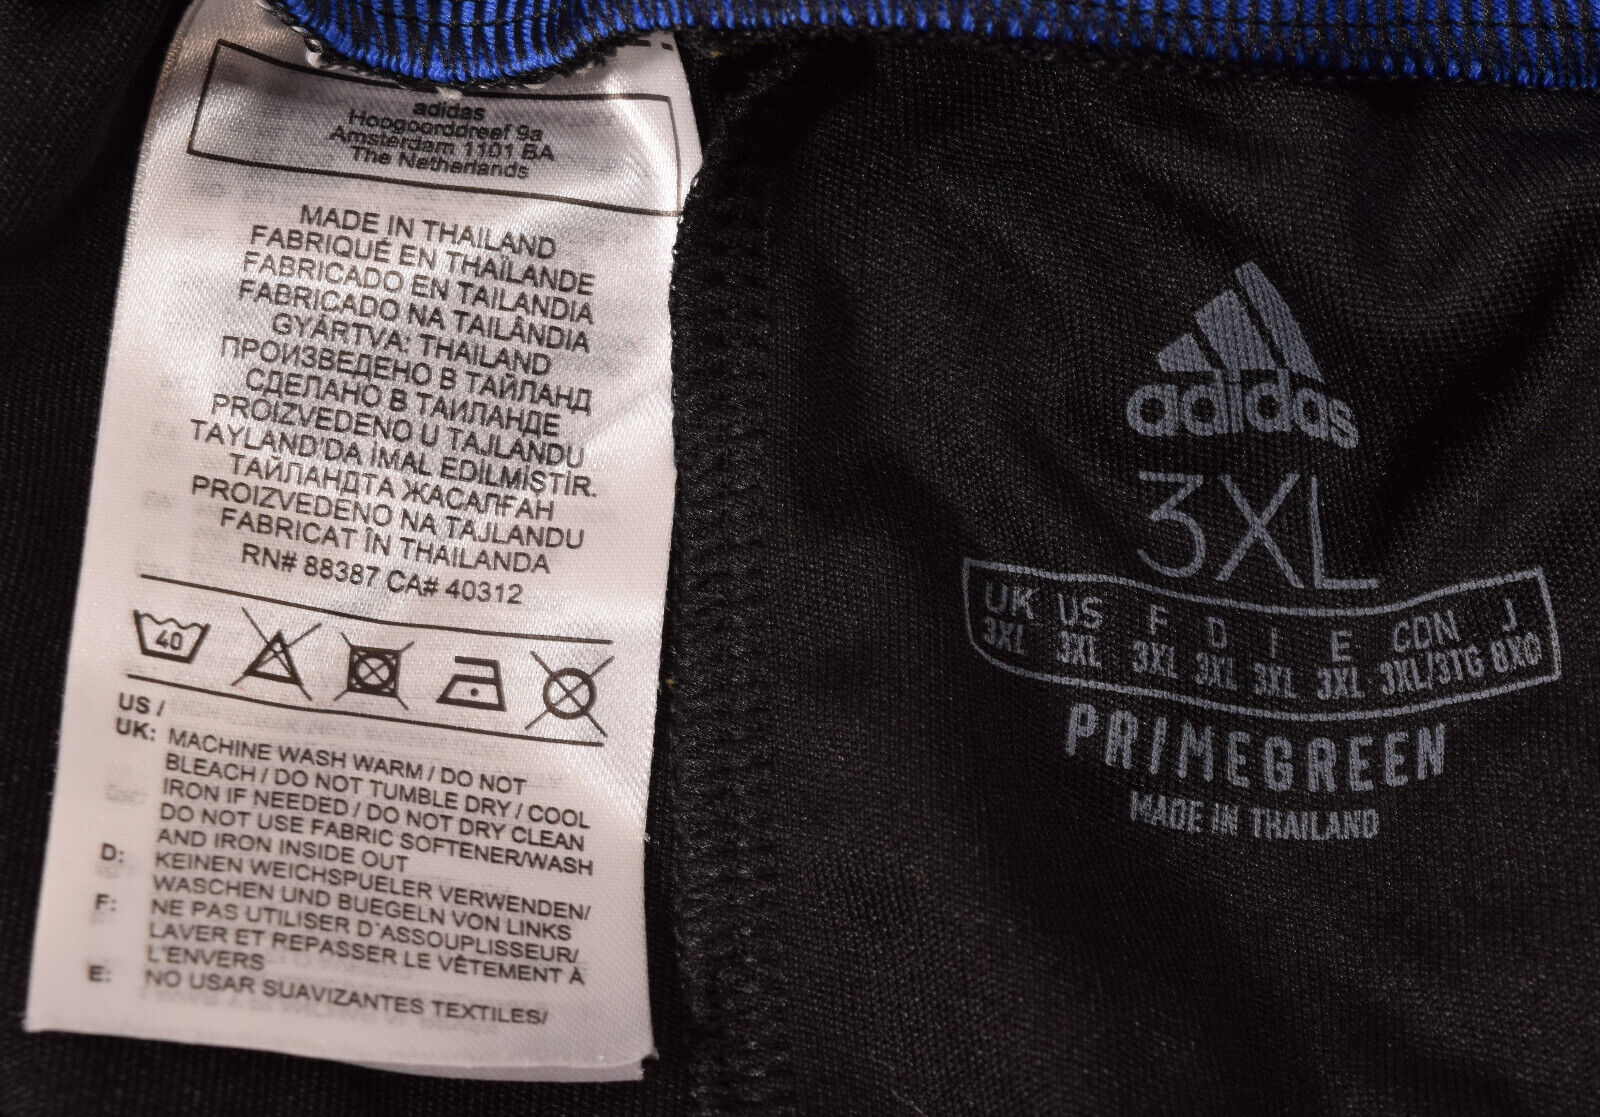 adidas
Hoogoorddreef 9a
Amsterdam 1101 BA
The Netherlands
MADE IN THAILAND
FABRIQUÉ EN THAÏLANDE
FABRICADO EN TAILANDIA
FABRICADO NA TAILÂNDIA
GYÁRTVA: THAILAND
ПРОИЗВЕДЕНО В ТАЙЛАНД
СДЕЛАНО В ТАИЛАНДЕ
PROIZVEDENO U TAJLANDU
TAYLAND'DA İMAL EDİLMİŞTİR.
ТАЙЛАНДТА ЖАСАЛҒАН
PROIZVEDENO NA TAJLANDU
FABRICAT ÎN THAILANDA
RN# 88387 CA# 40312
40
US /
UK: MACHINE WASH WARM / DO NOT
BLEACH / DO NOT TUMBLE DRY / COOL
IRON IF NEEDED / DO NOT DRY CLEAN
DO NOT USE FABRIC SOFTENER/WASH
AND IRON INSIDE OUT
D: KEINEN WEICHSPUELER VERWENDEN/
WASCHEN UND BUEGELN VON LINKS
F: NE PAS UTILISER D'ASSOUPLISSEUR/
LAVER ET REPASSER LE VÊTEMENT À
L'ENVERS
E: NO USAR SUAVIZANTES TEXTILES/
adidas
3XL
UK US F D I E CDN J
3XL 3XL 3XL 3XL 3XL 3XL 3XL/3TG 8XO
PRIMEGREEN
MADE IN THAILAND